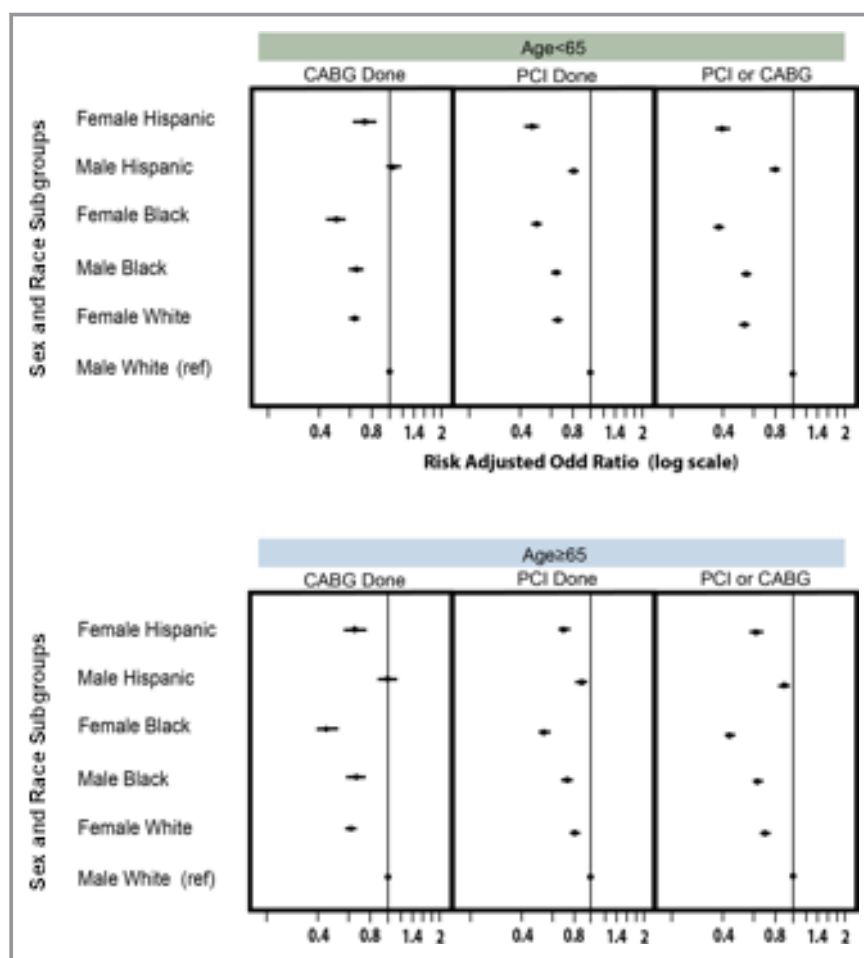 Age<65
CABG Done PCI Done PCI or CABG
Sex and Race Subgroups
Female Hispanic
Male Hispanic
Female Black
Male Black
Female White
Male White (ref)
0.4 0.8 1.4 2 0.4 0.8 1.4 2 0.4 0.8 1.4 2
Risk Adjusted Odd Ratio (log scale)
Age≥65
CABG Done PCI Done PCI or CABG
Sex and Race Subgroups
Female Hispanic
Male Hispanic
Female Black
Male Black
Female White
Male White (ref)
0.4 0.8 1.4 2 0.4 0.8 1.4 2 0.4 0.8 1.4 2